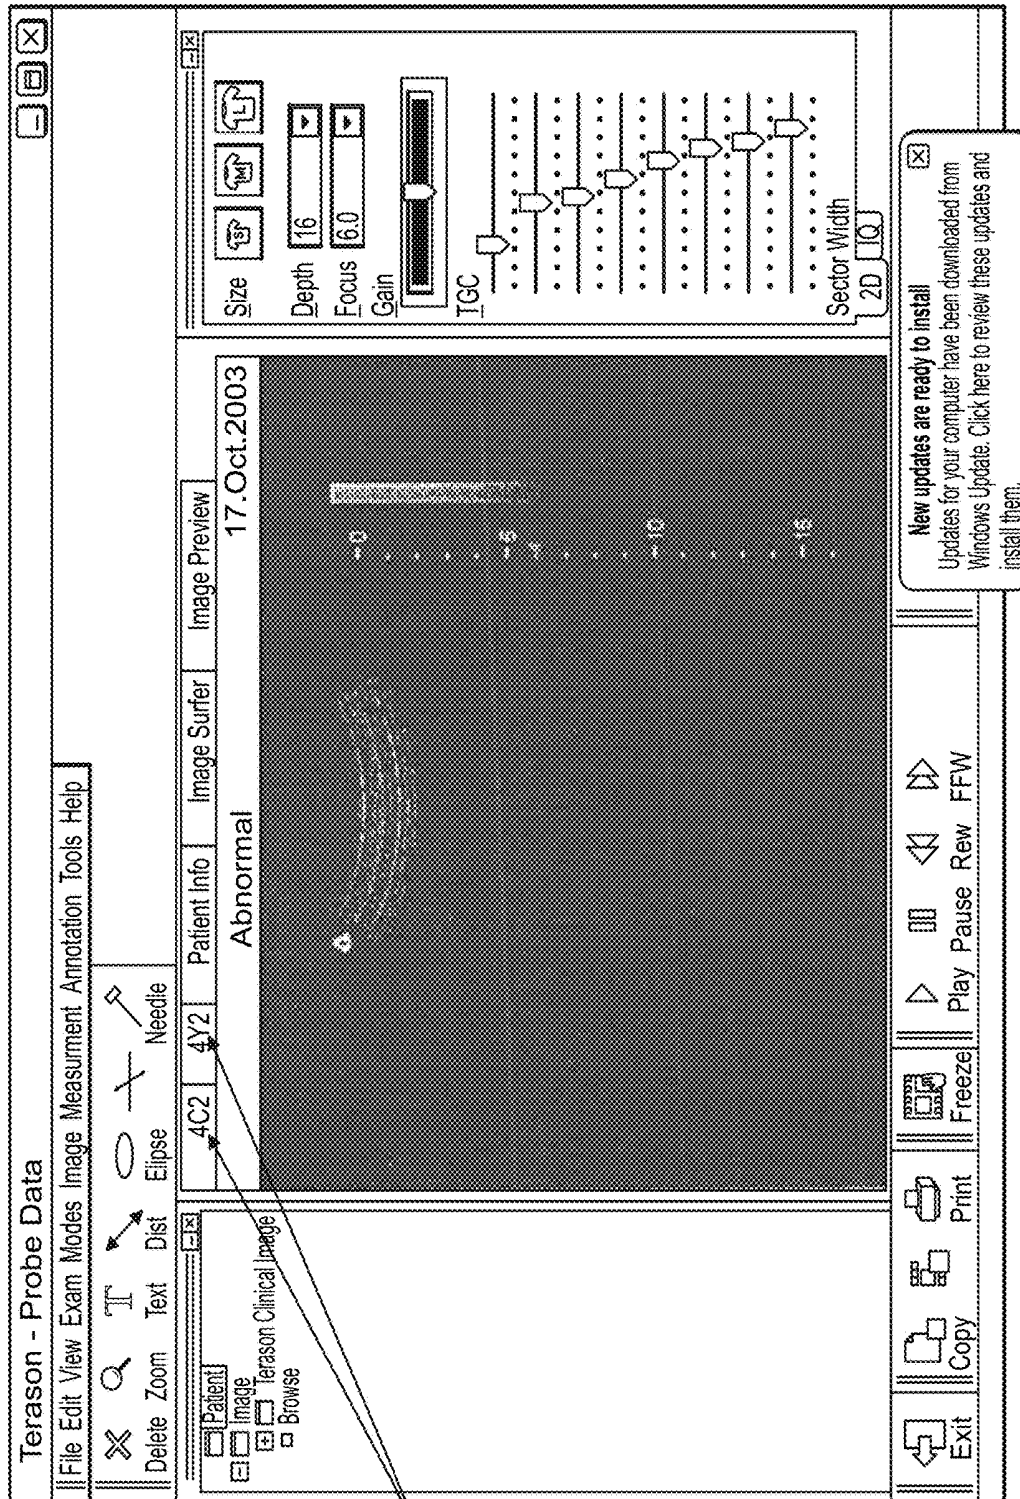 Terason - Probe Data
File Edit View Exam Modes Image Measurment Annotation Tools Help
Delete Zoom Text Dist Elipse Needle
Patient
Image
Terason Clinical Image
Browse
4C2 4Y2 Patient Info Image Surfer Image Preview
Abnormal 17.Oct.2003
0
5
10
15
Size S M L
Depth 16
Focus 6.0
Gain
TGC
Sector Width
2D IQ
Exit Copy Print Freeze Play Pause Rew FFW
New updates are ready to install
Updates for your computer have been downloaded from
Windows Update. Click here to review these updates and
install them.